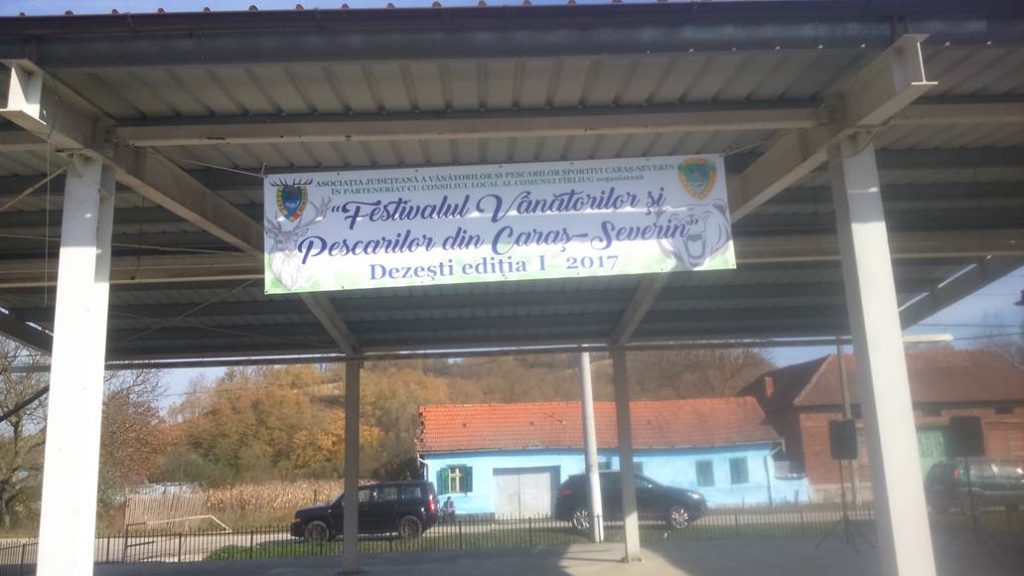 ASOCIAȚIA JUDEȚEANĂ A VÂNĂTORILOR ȘI PESCARILOR SPORTIVI CARAȘ-SEVERIN
ÎN PARTENERIAT CU CONSILIUL LOCAL AL COMUNEI FÎRLIUG organizează
"Festivalul Vânătorilor și
Pescarilor din Caraș-Severin"
Dezești ediția I 2017